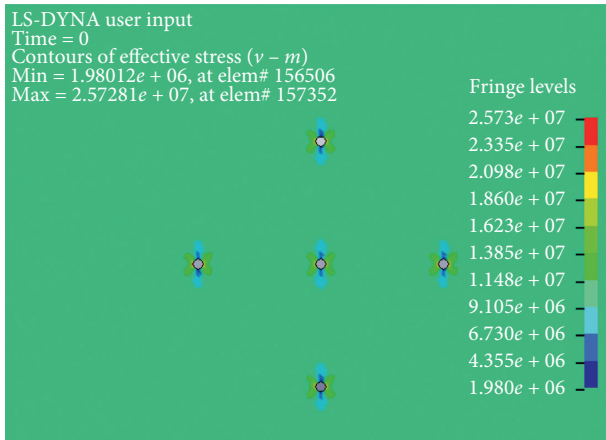 LS-DYNA user input
Time = 0
Contours of effective stress (v – m)
Min = 1.98012e + 06, at elem# 156506
Max = 2.57281e + 07, at elem# 157352
Fringe levels
2.573e + 07
2.335e + 07
2.098e + 07
1.860e + 07
1.623e + 07
1.385e + 07
1.148e + 07
9.105e + 06
6.730e + 06
4.355e + 06
1.980e + 06